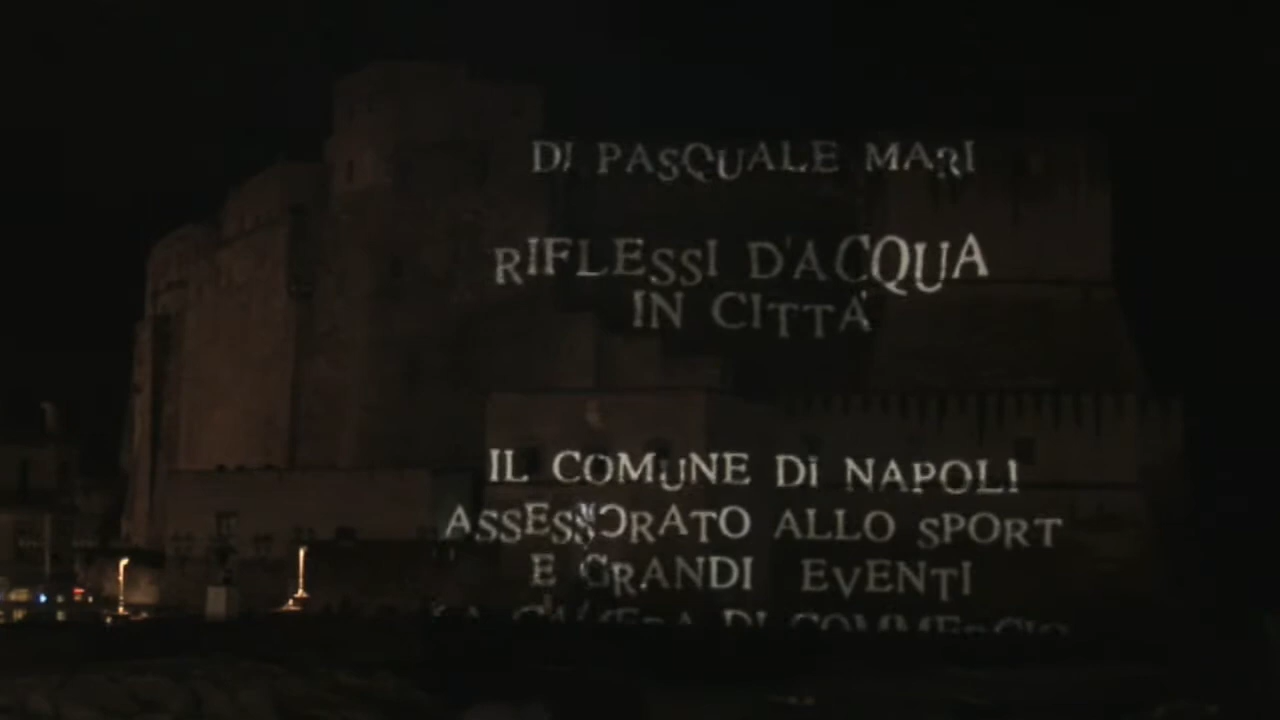 DI PASQUALE MARI
RIFLESSI D'ACQUA
IN CITTÀ
IL COMUNE DI NAPOLI
ASSESSORATO ALLO SPORT
E GRANDI EVENTI
LA CAMERA DI COMMERCIO